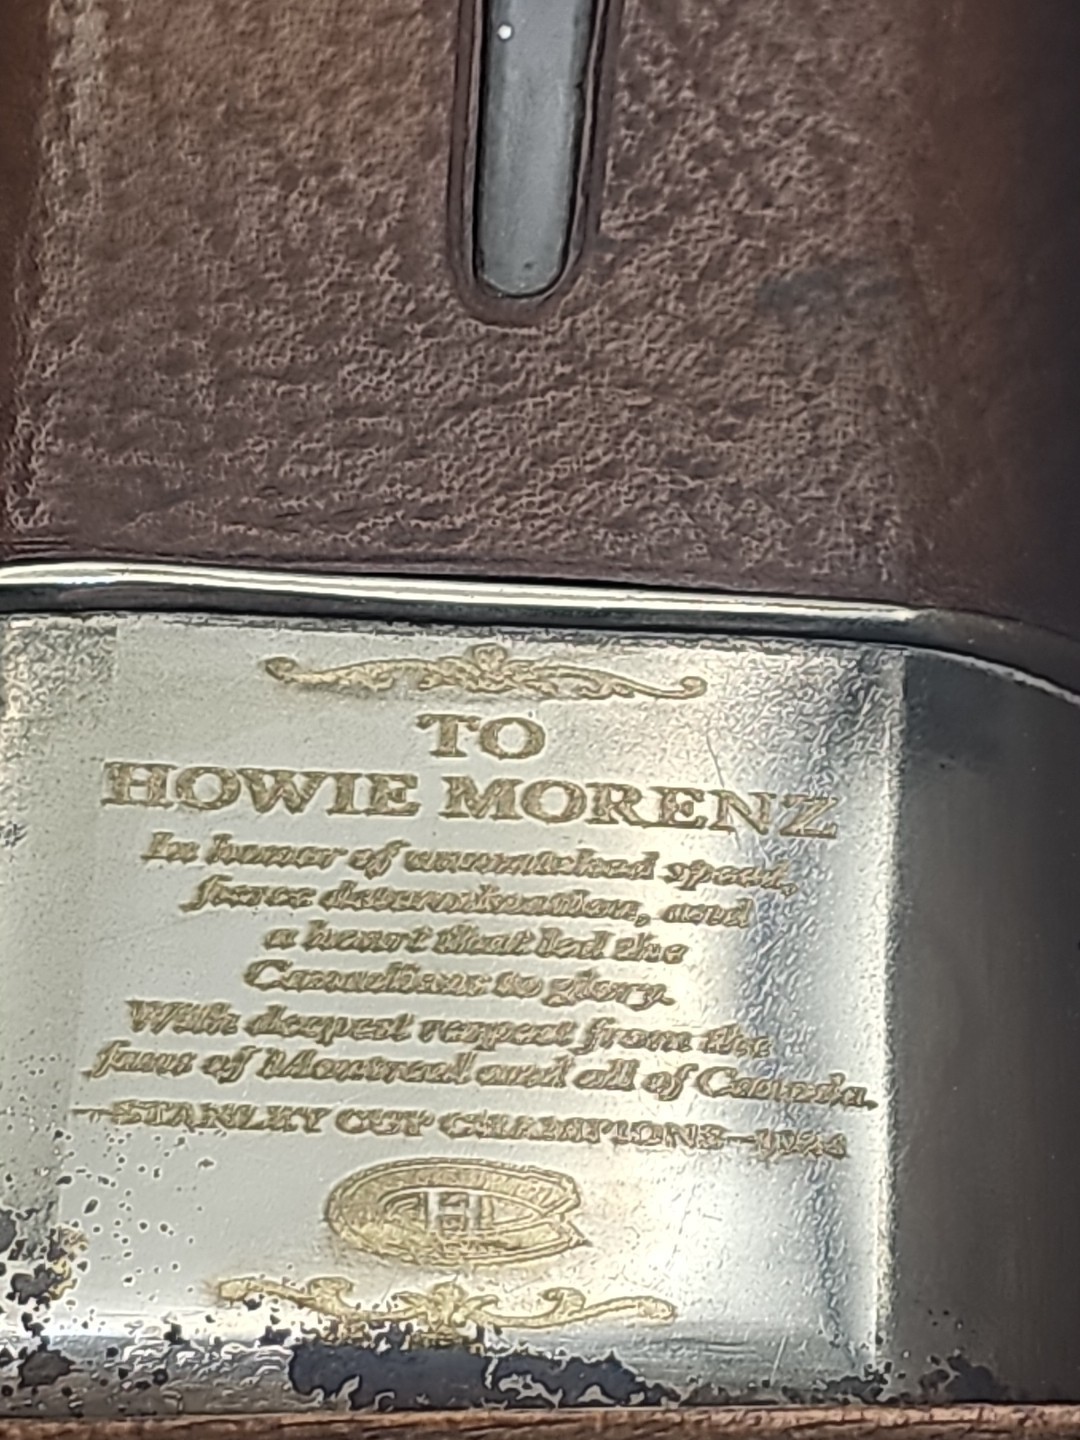 TO
HOWIE MORENZ
In honor of unmatched speed,
fierce determination, and
a heart that led the
Canadiens to glory.
With deepest respect from the
fans of Montreal and all of Canada.
—STANLEY CUP CHAMPIONS—
CH